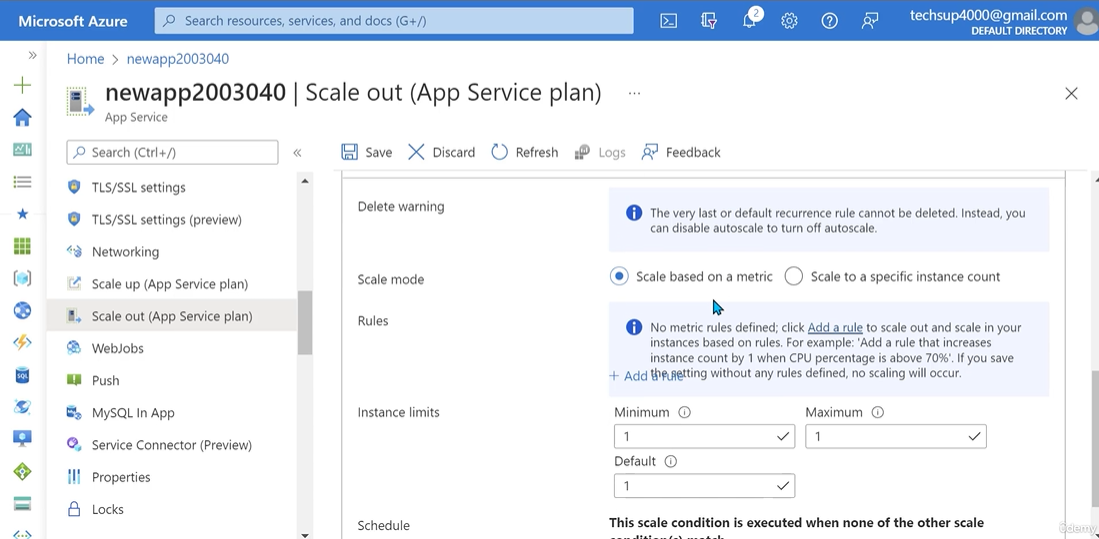 Microsoft Azure
Search resources, services, and docs (G+/)
2
techsup4000@gmail.com
DEFAULT DIRECTORY
Home > newapp2003040
newapp2003040 | Scale out (App Service plan) ...
App Service
Search (Ctrl+/)
«
Save
Discard
Refresh
Logs
Feedback
TLS/SSL settings
TLS/SSL settings (preview)
Networking
Scale up (App Service plan)
Scale out (App Service plan)
WebJobs
Push
MySQL In App
Service Connector (Preview)
Properties
Locks
Delete warning
The very last or default recurrence rule cannot be deleted. Instead, you
can disable autoscale to turn off autoscale.
Scale mode
Scale based on a metric
Scale to a specific instance count
Rules
No metric rules defined; click Add a rule to scale out and scale in your
instances based on rules. For example: 'Add a rule that increases
instance count by 1 when CPU percentage is above 70%'. If you save
the setting without any rules defined, no scaling will occur.
+ Add a rule
Instance limits
Minimum
Maximum
1
1
Default
1
Schedule
This scale condition is executed when none of the other scale
condition(s) match
SQL
ûdemy